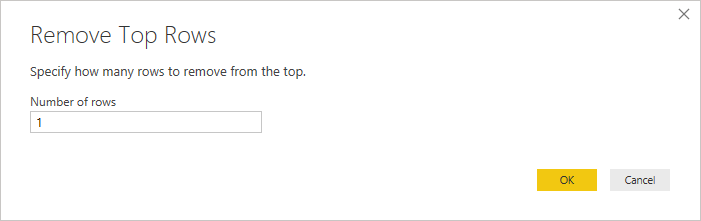 Remove Top Rows
Specify how many rows to remove from the top.
Number of rows
1
OK
Cancel